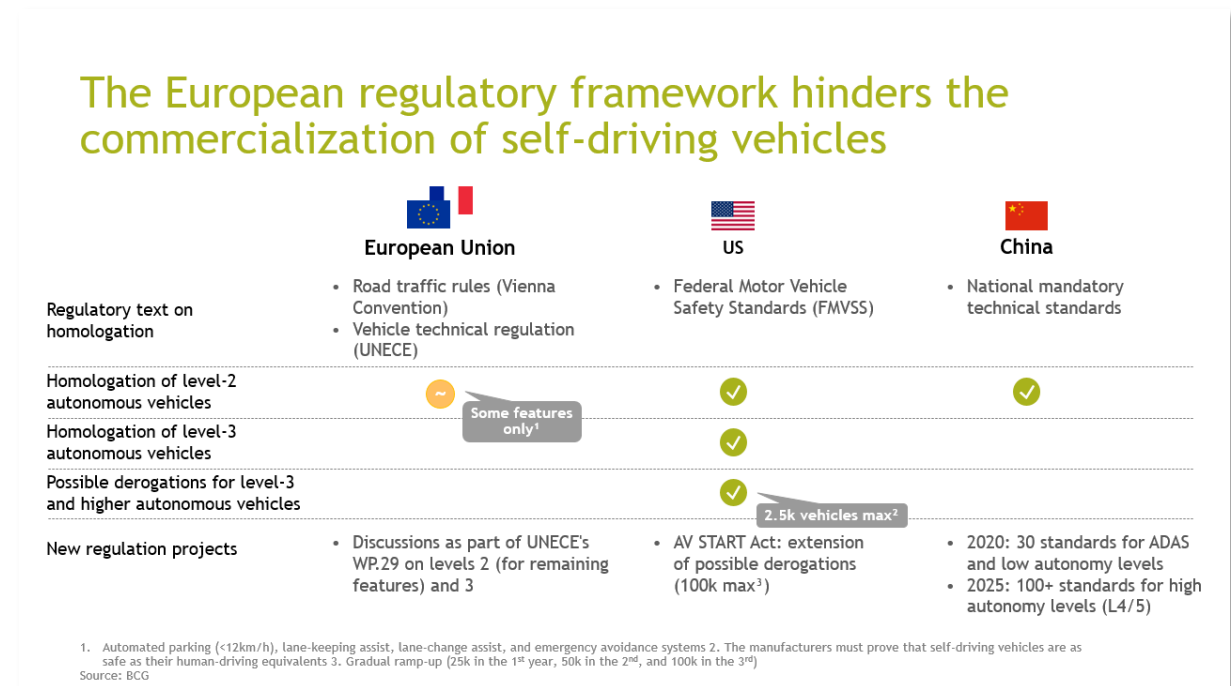 The European regulatory framework hinders the
commercialization of self-driving vehicles
European Union
US
China
Regulatory text on
homologation
• Road traffic rules (Vienna
Convention)
• Vehicle technical regulation
(UNECE)
• Federal Motor Vehicle
Safety Standards (FMVSS)
• National mandatory
technical standards
Homologation of level-2
autonomous vehicles
~
Some features
only¹
Homologation of level-3
autonomous vehicles
Possible derogations for level-3
and higher autonomous vehicles
2.5k vehicles max²
New regulation projects
• Discussions as part of UNECE's
WP.29 on levels 2 (for remaining
features) and 3
• AV START Act: extension
of possible derogations
(100k max³)
• 2020: 30 standards for ADAS
and low autonomy levels
• 2025: 100+ standards for high
autonomy levels (L4/5)
1. Automated parking (<12km/h), lane-keeping assist, lane-change assist, and emergency avoidance systems 2. The manufacturers must prove that self-driving vehicles are as
safe as their human-driving equivalents 3. Gradual ramp-up (25k in the 1st year, 50k in the 2nd, and 100k in the 3rd)
Source: BCG